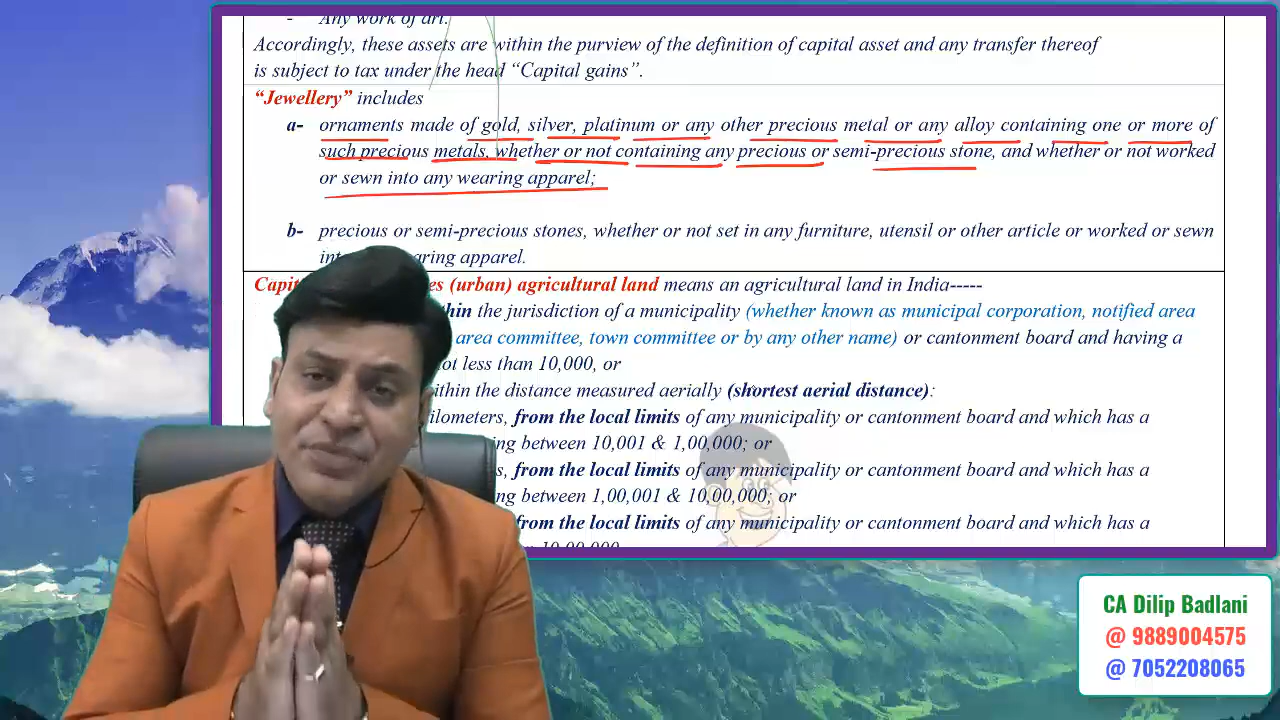 - Any work of art.
Accordingly, these assets are within the purview of the definition of capital asset and any transfer thereof
is subject to tax under the head “Capital gains”.
“Jewellery” includes
a- ornaments made of gold, silver, platinum or any other precious metal or any alloy containing one or more of
such precious metals, whether or not containing any precious or semi-precious stone, and whether or not worked
or sewn into any wearing apparel;
b- precious or semi-precious stones, whether or not set in any furniture, utensil or other article or worked or sewn
apparel.
(urban) agricultural land means an agricultural land in India-----
the jurisdiction of a municipality (whether known as municipal corporation, notified area
area committee, town committee or by any other name) or cantonment board and having a
less than 10,000, or
the distance measured aerially (shortest aerial distance):
from the local limits of any municipality or cantonment board and which has a
between 10,001 & 1,00,000; or
from the local limits of any municipality or cantonment board and which has a
between 1,00,001 & 10,00,000; or
from the local limits of any municipality or cantonment board and which has a
CA Dilip Badlani
@ 9889004575
@ 7052208065